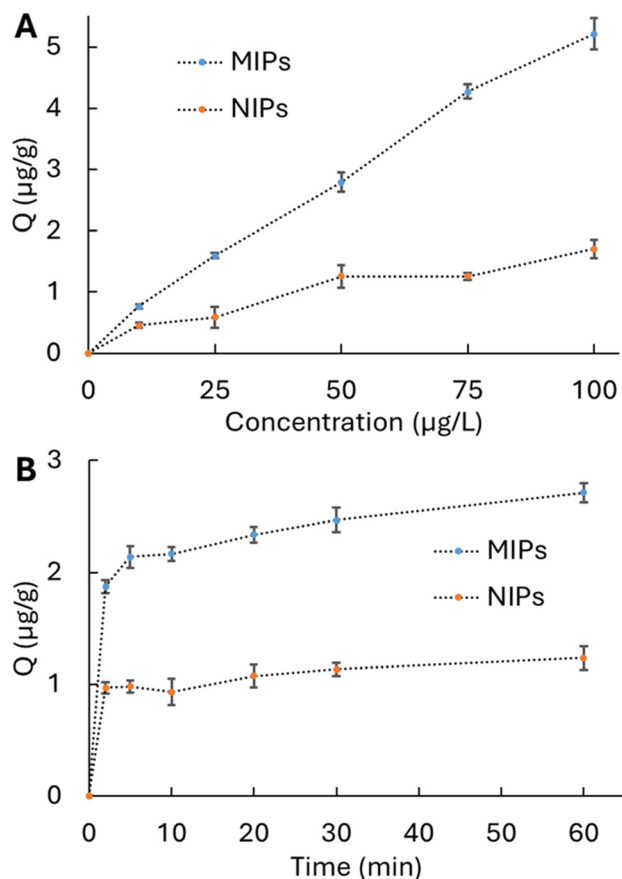 A
MIPs
NIPs
Q (µg/g)
5
4
3
2
1
0
0 25 50 75 100
Concentration (µg/L)
B
MIPs
NIPs
Q (µg/g)
3
2
1
0
0 10 20 30 40 50 60
Time (min)